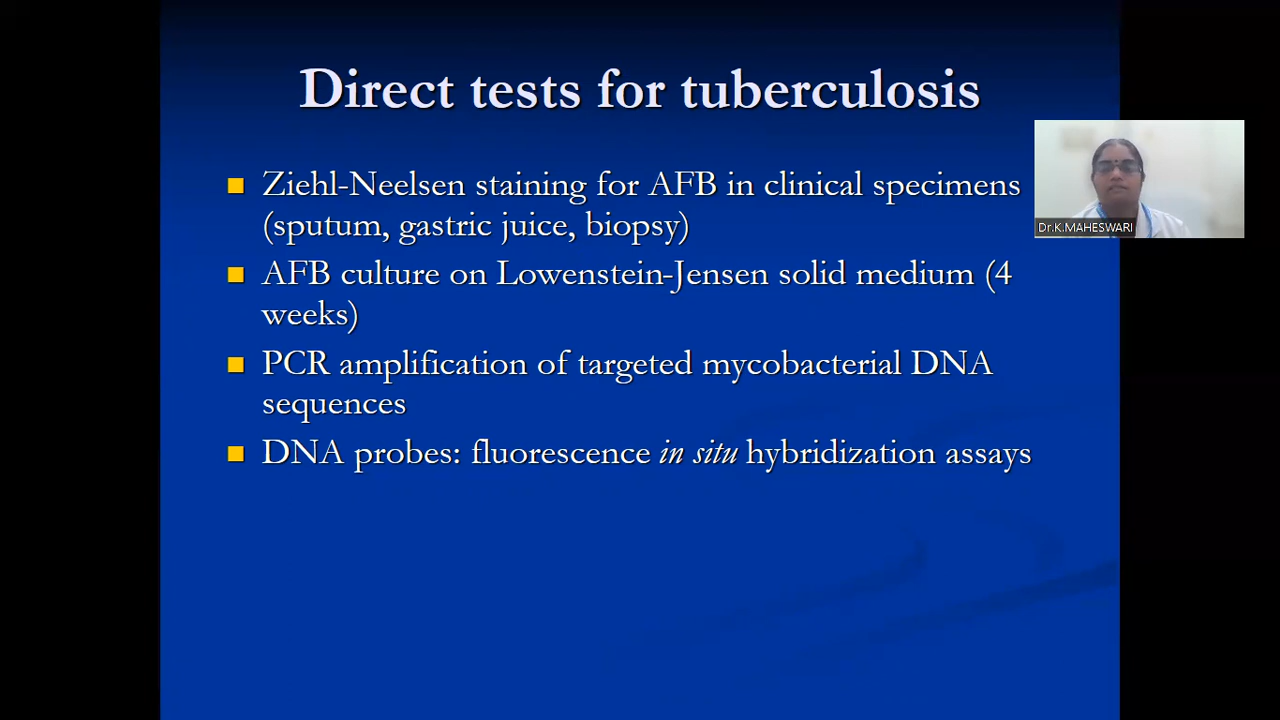 Direct tests for tuberculosis
Ziehl-Neelsen staining for AFB in clinical specimens
(sputum, gastric juice, biopsy)
AFB culture on Lowenstein-Jensen solid medium (4
weeks)
PCR amplification of targeted mycobacterial DNA
sequences
DNA probes: fluorescence in situ hybridization assays
Dr.K.MAHESWARI